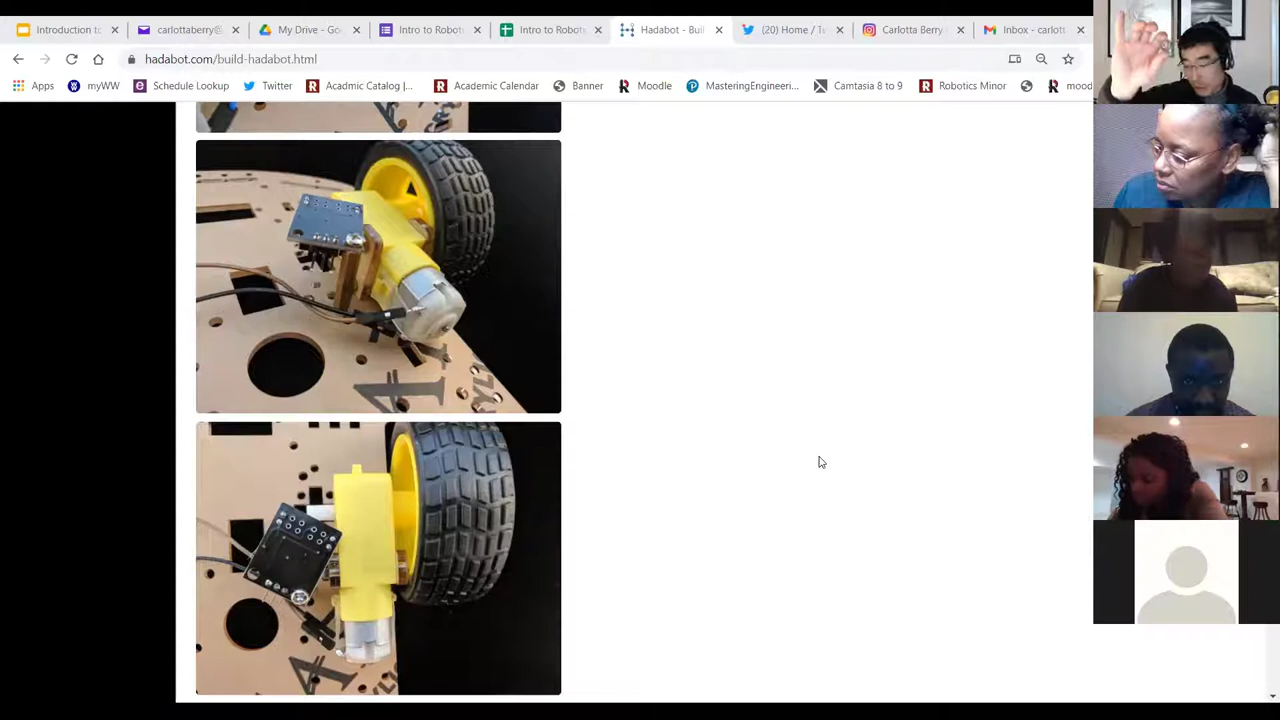 Introduction to
carlottaberry@
My Drive - Goo
Intro to Robot
Intro to Robot
Hadabot - Buil
(20) Home / Tw
Carlotta Berry
Inbox - carlott
hadabot.com/build-hadabot.html
Apps
myWW
Schedule Lookup
Twitter
Acadmic Catalog |...
Academic Calendar
Banner
Moodle
MasteringEngineeri...
Camtasia 8 to 9
Robotics Minor
mood